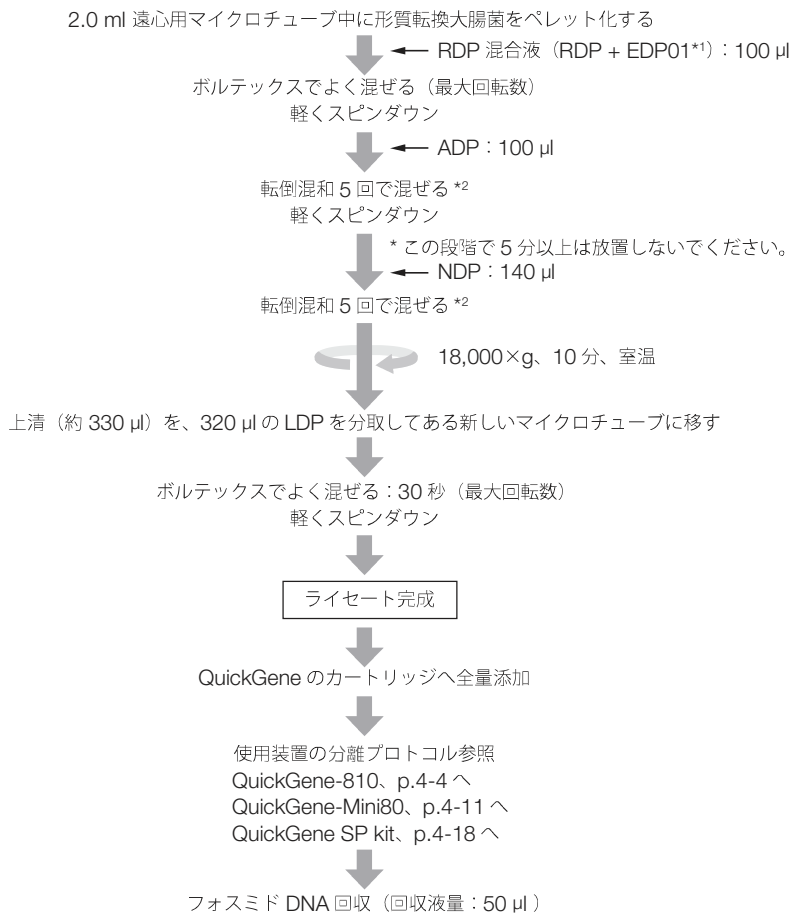 2.0 ml 遠心用マイクロチューブ中に形質転換大腸菌をペレット化する
RDP 混合液（RDP + EDP01*1）：100 µl
ボルテックスでよく混ぜる（最大回転数）
軽くスピンダウン
ADP：100 µl
転倒混和 5 回で混ぜる *2
軽くスピンダウン
* この段階で 5 分以上は放置しないでください。
NDP：140 µl
転倒混和 5 回で混ぜる *2
18,000×g、10 分、室温
上清（約 330 µl）を、320 µl の LDP を分取してある新しいマイクロチューブに移す
ボルテックスでよく混ぜる：30 秒（最大回転数）
軽くスピンダウン
ライセート完成
QuickGene のカートリッジへ全量添加
使用装置の分離プロトコル参照
QuickGene-810、p.4-4 へ
QuickGene-Mini80、p.4-11 へ
QuickGene SP kit、p.4-18 へ
フォスミド DNA 回収（回収液量：50 µl ）